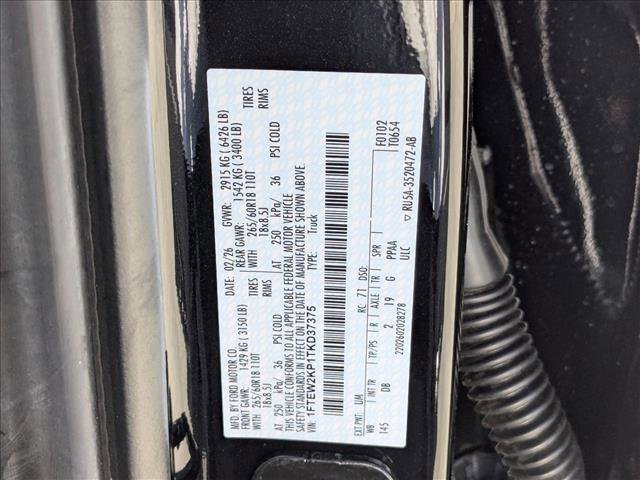 MFD. BY FORD MOTOR CO.
DATE: 02/26 GVWR: 2915 KG ( 6426 LB)
FRONT GAWR: 1429 KG ( 3150 LB) REAR GAWR: 1542 KG ( 3400 LB)
WITH 265/60R18 110T TIRES WITH 265/60R18 110T TIRES
18x8.5J RIMS 18x8.5J RIMS
AT 250 kPa/ 36 PSI COLD AT 250 kPa/ 36 PSI COLD
THIS VEHICLE CONFORMS TO ALL APPLICABLE FEDERAL MOTOR VEHICLE
SAFETY STANDARDS IN EFFECT ON THE DATE OF MANUFACTURE SHOWN ABOVE.
VIN: 1FTEW2KP1TKD37375 TYPE: Truck
F0102
T0654
EXT PNT: UM RC: 71 DSO:
WB INT TR TP/PS R AXLE TR SPR
145 DB 2 19 G PPAA
2202602028278 ULC ▽ RU5A-3520472-AB